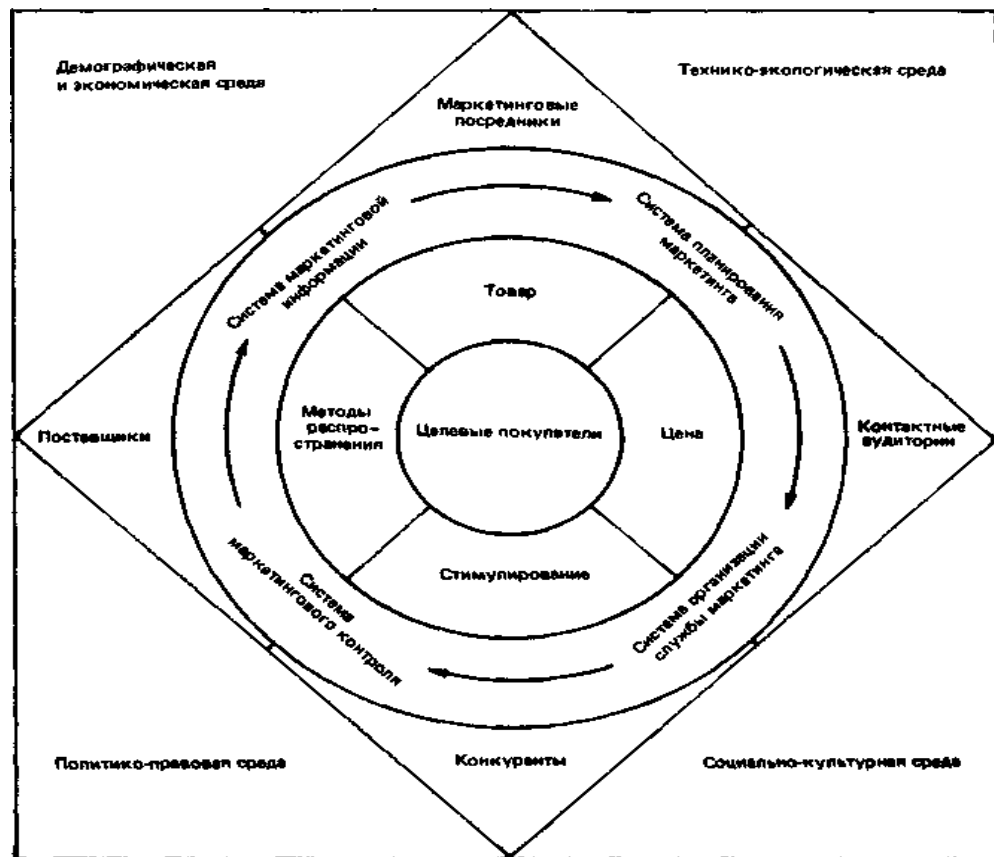 Демографическая
и экономическая среда
Технико-экологическая среда
Маркетинговые
посредники
Система маркетинговой
информации
Система планирования
маркетинга
Товар
Поставщики
Методы
распро-
странения
Целевые покупатели
Цена
Контактные
аудитории
Стимулирование
Система
маркетингового контроля
Система организации
службы маркетинга
Политико-правовая среда
Конкуранты
Социально-культурная среда